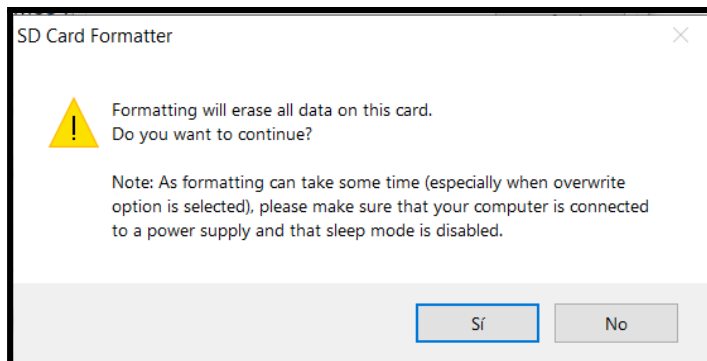 SD Card Formatter
!
Formatting will erase all data on this card.
Do you want to continue?
Note: As formatting can take some time (especially when overwrite
option is selected), please make sure that your computer is connected
to a power supply and that sleep mode is disabled.
Sí
No